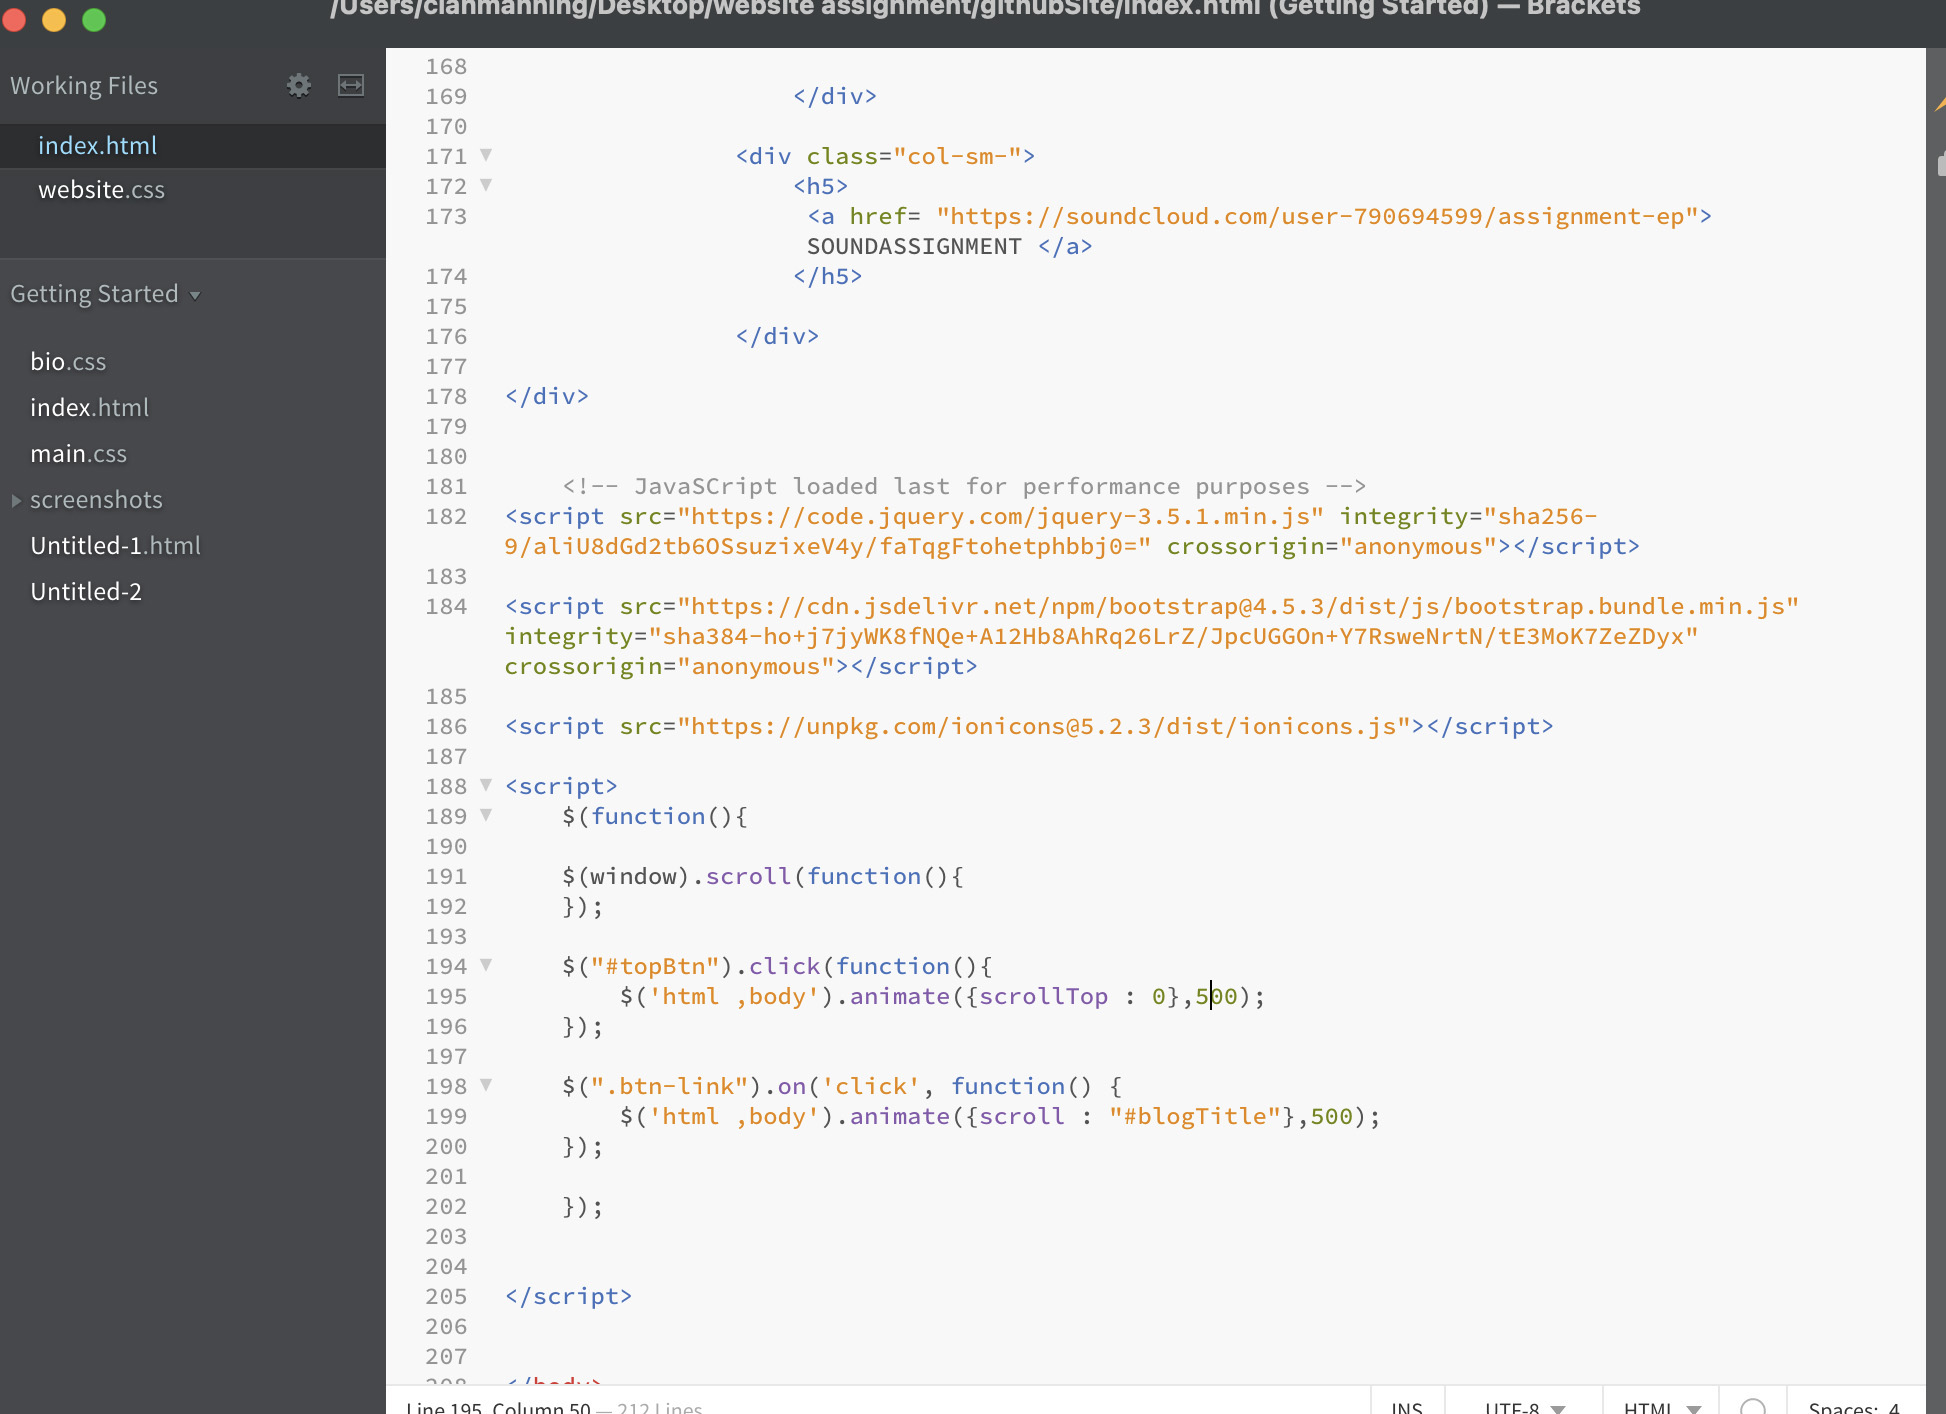 /Users/cianmanning/Desktop/website assignment/githubSite/index.html (Getting Started) — Brackets
Working Files
index.html
website.css
Getting Started
bio.css
index.html
main.css
screenshots
Untitled-1.html
Untitled-2
168
169 </div>
170
171 <div class="col-sm-">
172 <h5>
173 <a href= "https://soundcloud.com/user-790694599/assignment-ep">
SOUNDASSIGNMENT </a>
174 </h5>
175
176 </div>
177
178 </div>
179
180
181 <!-- JavaSCript loaded last for performance purposes -->
182 <script src="https://code.jquery.com/jquery-3.5.1.min.js" integrity="sha256-
9/aliU8dGd2tb6OSsuzixeV4y/faTqgFtohetphbbj0=" crossorigin="anonymous"></script>
183
184 <script src="https://cdn.jsdelivr.net/npm/bootstrap@4.5.3/dist/js/bootstrap.bundle.min.js"
integrity="sha384-ho+j7jyWK8fNQe+A12Hb8AhRq26LrZ/JpcUGGOn+Y7RsweNrtN/tE3MoK7ZeZDyx"
crossorigin="anonymous"></script>
185
186 <script src="https://unpkg.com/ionicons@5.2.3/dist/ionicons.js"></script>
187
188 <script>
189 $(function(){
190
191 $(window).scroll(function(){
192 });
193
194 $("#topBtn").click(function(){
195 $('html ,body').animate({scrollTop : 0},500);
196 });
197
198 $(".btn-link").on('click', function() {
199 $('html ,body').animate({scroll : "#blogTitle"},500);
200 });
201
202 });
203
204
205 </script>
206
207
208 </body>
Line 195, Column 50 — 212 Lines
INS
UTF-8
HTML
Spaces: 4